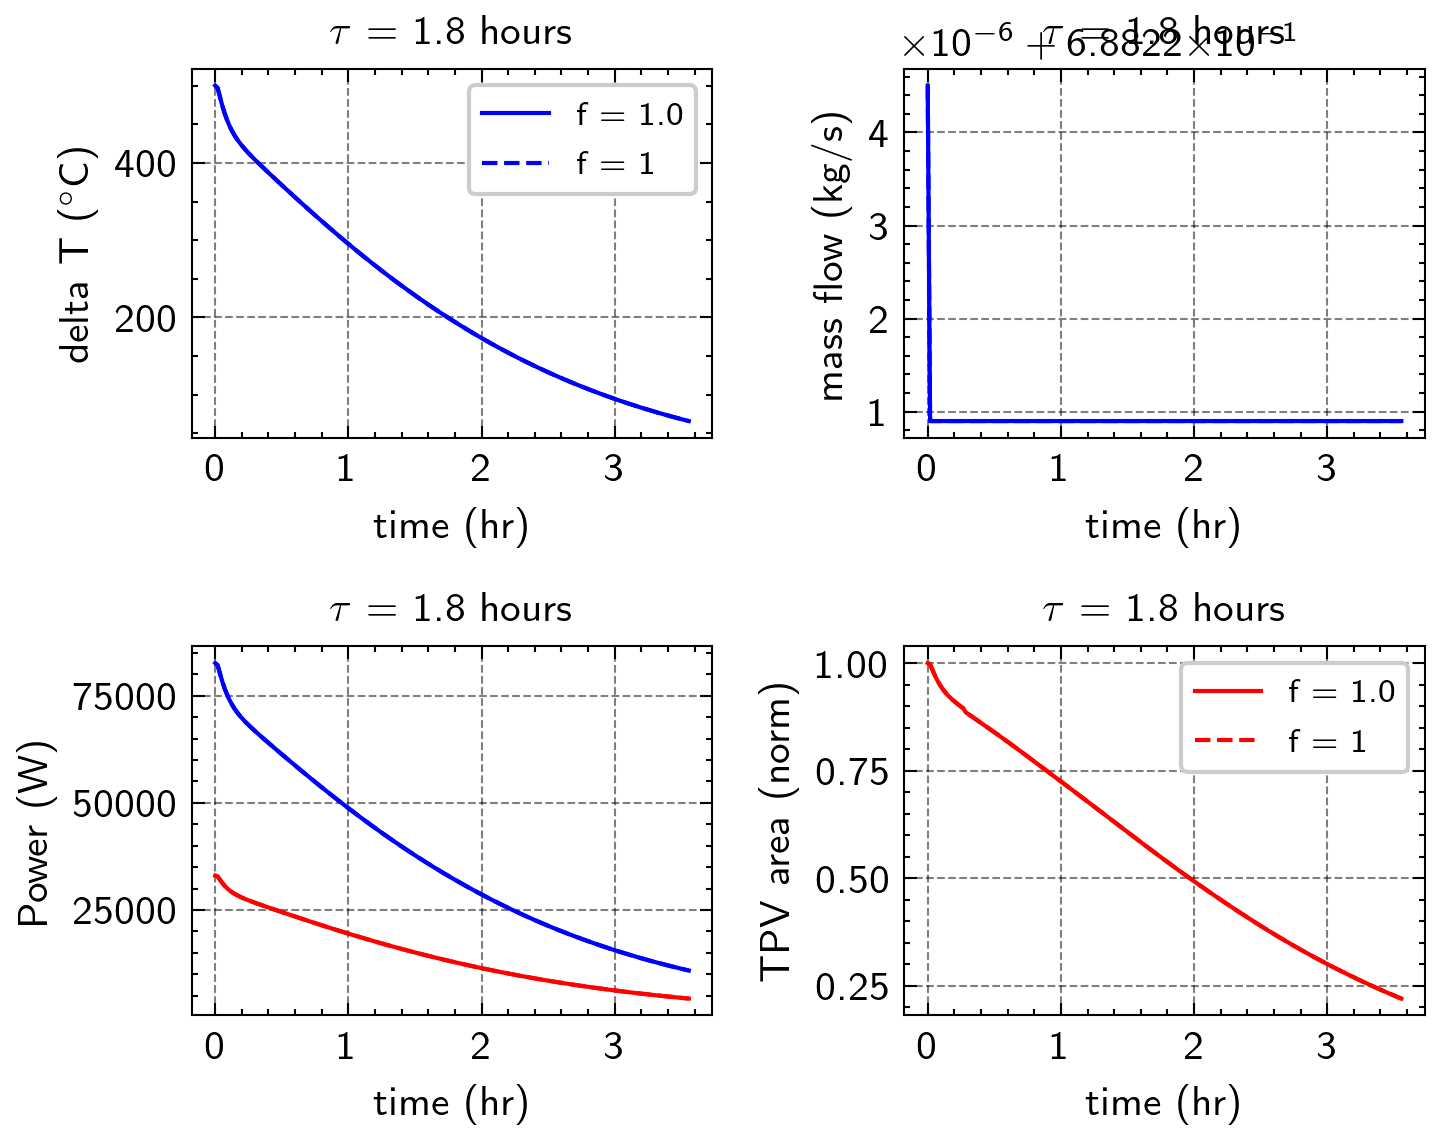 τ = 1.8 hours
delta T (°C)
400
200
f = 1.0
f = 1
0 1 2 3
time (hr)
τ = 1.8 hours
×10⁻⁶ + 6.8822×10⁻¹
mass flow (kg/s)
4
3
2
1
0 1 2 3
time (hr)
τ = 1.8 hours
Power (W)
75000
50000
25000
0 1 2 3
time (hr)
τ = 1.8 hours
TPV area (norm)
1.00
0.75
0.50
0.25
f = 1.0
f = 1
0 1 2 3
time (hr)